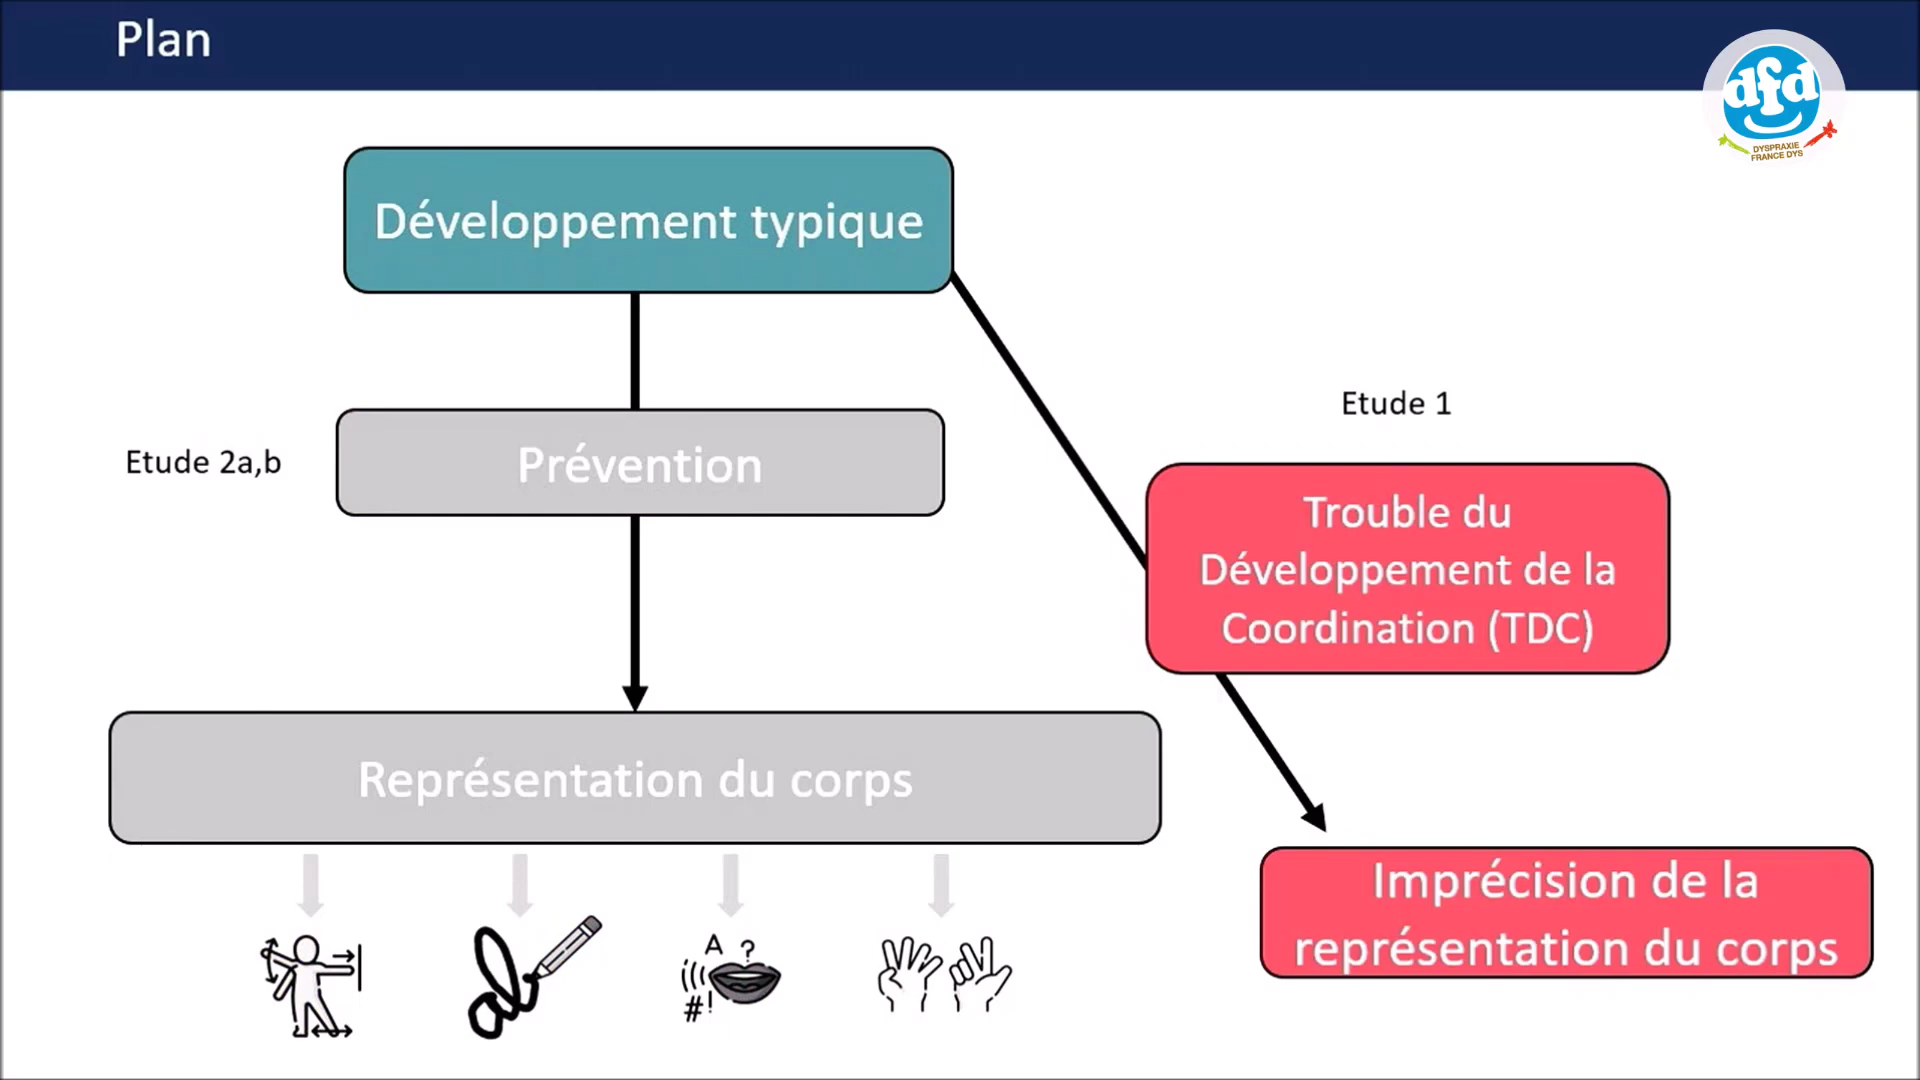 Plan
dfd
DYSPRAXIE
FRANCE DYS
Développement typique
Etude 1
Etude 2a,b
Prévention
Trouble du
Développement de la
Coordination (TDC)
Représentation du corps
Imprécision de la
représentation du corps
A ?
#!